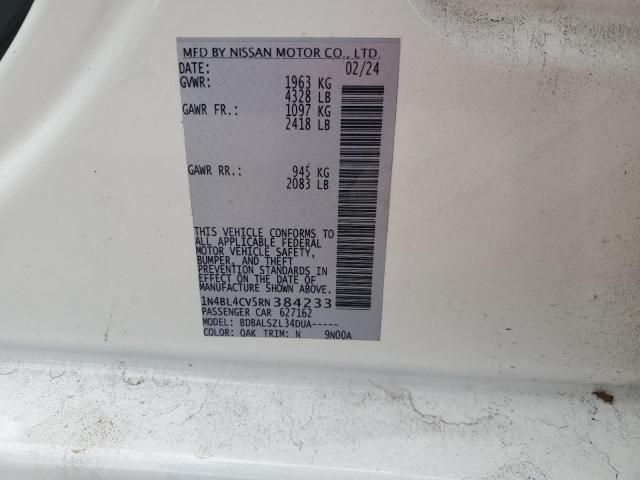 MFD BY NISSAN MOTOR CO., LTD.
DATE: 02/24
GVWR: 1963 KG
4328 LB
GAWR FR.: 1097 KG
2418 LB
GAWR RR.: 945 KG
2083 LB
THIS VEHICLE CONFORMS TO
ALL APPLICABLE FEDERAL
MOTOR VEHICLE SAFETY,
BUMPER, AND THEFT
PREVENTION STANDARDS IN
EFFECT ON THE DATE OF
MANUFACTURE SHOWN ABOVE.
1N4BL4CV5RN384233
PASSENGER CAR 627162
MODEL: BDBALSZL34DUA-----
COLOR: QAK TRIM: N 9N00A